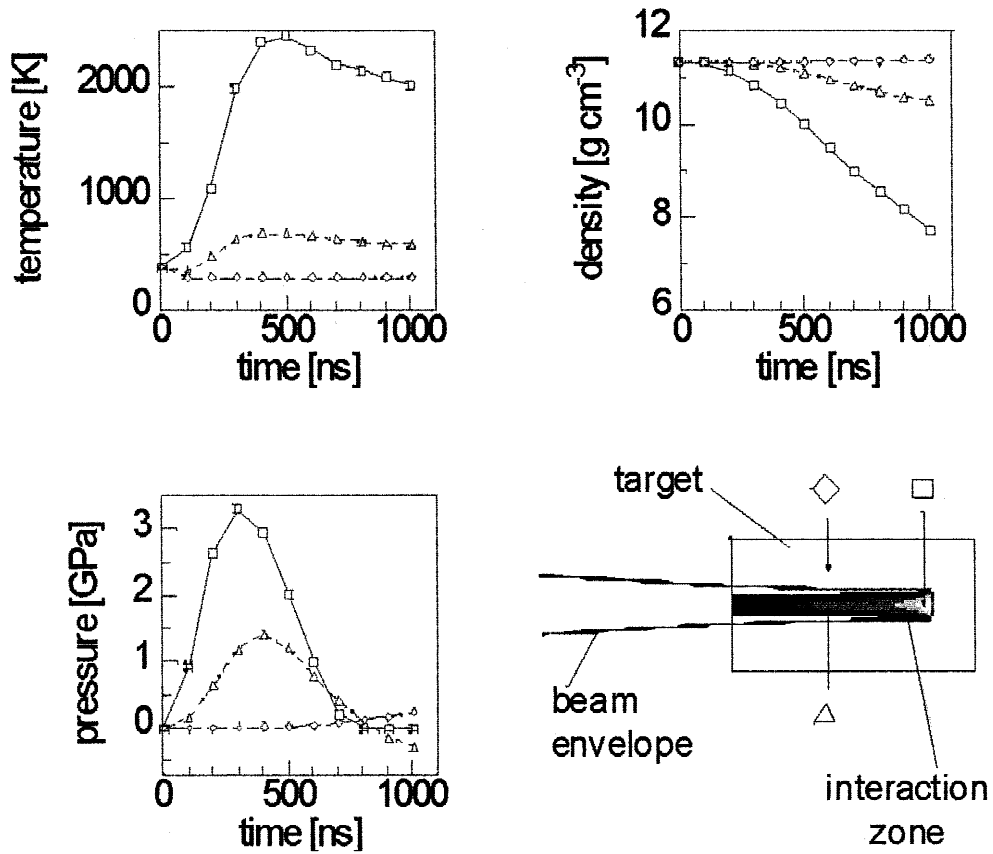 temperature [K]
2000
1000
0
0 500 1000
time [ns]
density [g cm-3]
12
10
8
6
0 500 1000
time [ns]
pressure [GPa]
3
2
1
0
0 500 1000
time [ns]
target
beam
envelope
interaction
zone